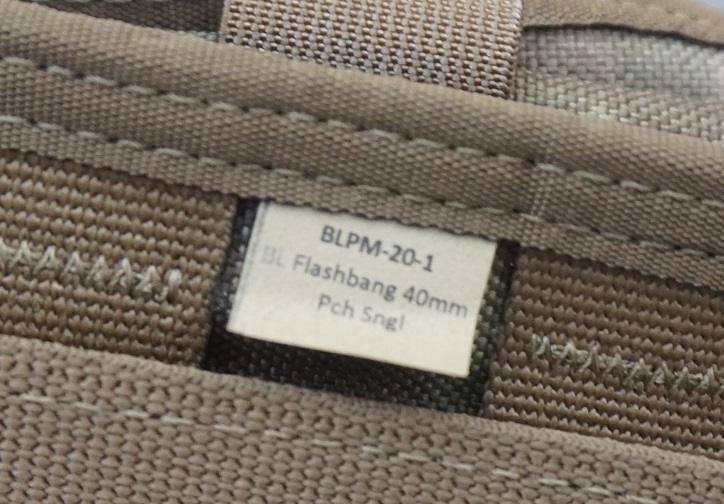 BLPM-20-1
BL Flashbang 40mm
Pch Sngl